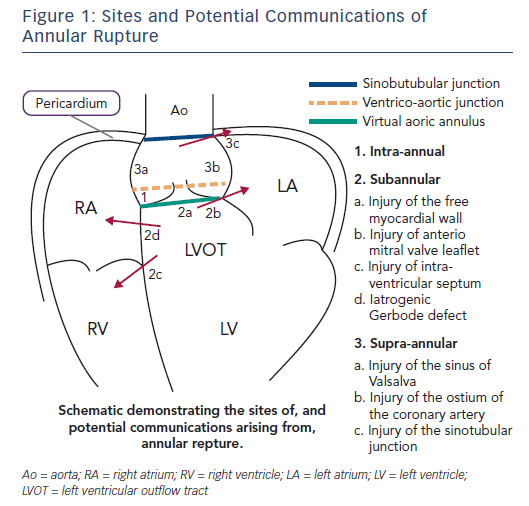 Figure 1: Sites and Potential Communications of
Annular Rupture
Pericardium
Ao
Sinobutubular junction
Ventrico-aortic junction
Virtual aoric annulus
3c
3a
3b
1
LA
RA
2a 2b
2d
LVOT
2c
RV
LV
1. Intra-annual
2. Subannular
a. Injury of the free
myocardial wall
b. Injury of anterio
mitral valve leaflet
c. Injury of intra-
ventricular septum
d. Iatrogenic
Gerbode defect
3. Supra-annular
a. Injury of the sinus of
Valsalva
b. Injury of the ostium of
the coronary artery
c. Injury of the sinotubular
junction
Schematic demonstrating the sites of, and
potential communications arising from,
annular repture.
Ao = aorta; RA = right atrium; RV = right ventricle; LA = left atrium; LV = left ventricle;
LVOT = left ventricular outflow tract